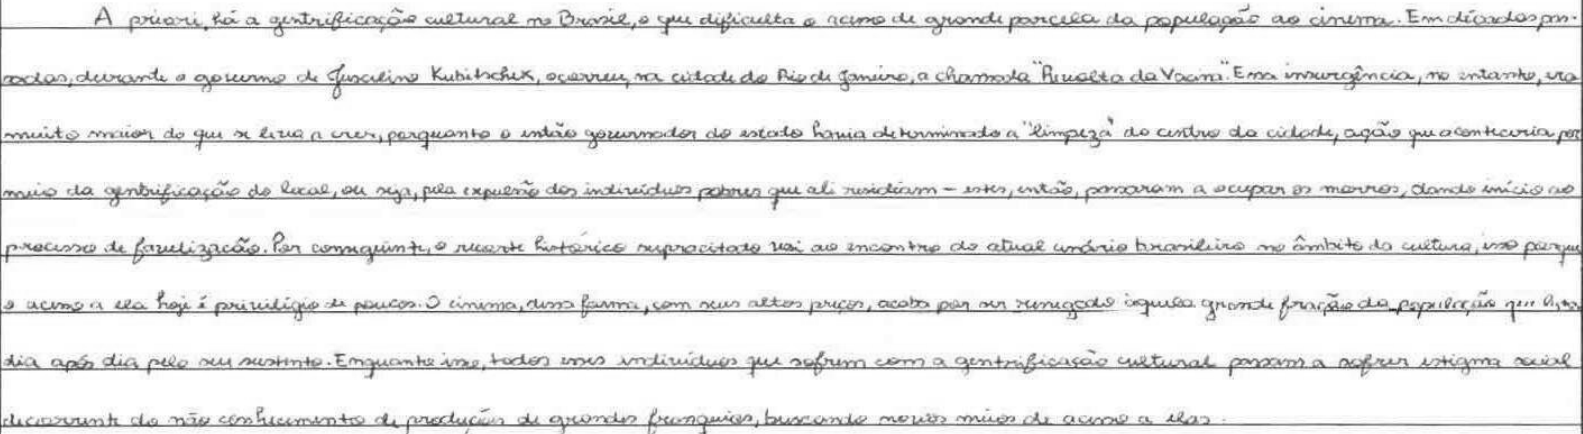 A priori, há a gentrificação cultural no Brasil, o que dificulta o acesso de grande parcela da população ao cinema. Em décadas pas-
sadas, durante o governo de Juscelino Kubitschek, ocorreu, na cidade do Rio de Janeiro, a chamada "Revolta da Vacina". Essa insurgência, no entanto, era
muito maior do que se leva a crer, porquanto o então governador do estado havia determinado a "limpeza" do centro da cidade, ação que aconteceria por
meio da gentrificação do local, ou seja, pela expulsão dos indivíduos pobres que ali residiam - estes, então, passaram a ocupar os morros, dando início ao
processo de favelização. Por conseguinte, o recorte histórico supracitado vai ao encontro do atual cenário brasileiro no âmbito da cultura, isso porque
o acesso a ela hoje é privilégio de poucos. O cinema, dessa forma, com seus altos preços, acaba por ser renegado àquela grande fração da população que luta
dia após dia pelo seu sustento. Enquanto isso, todos esses indivíduos que sofrem com a gentrificação cultural passam a sofrer estigma social
decorrente do não conhecimento de produções de grandes franquias, buscando novos meios de acesso a elas.